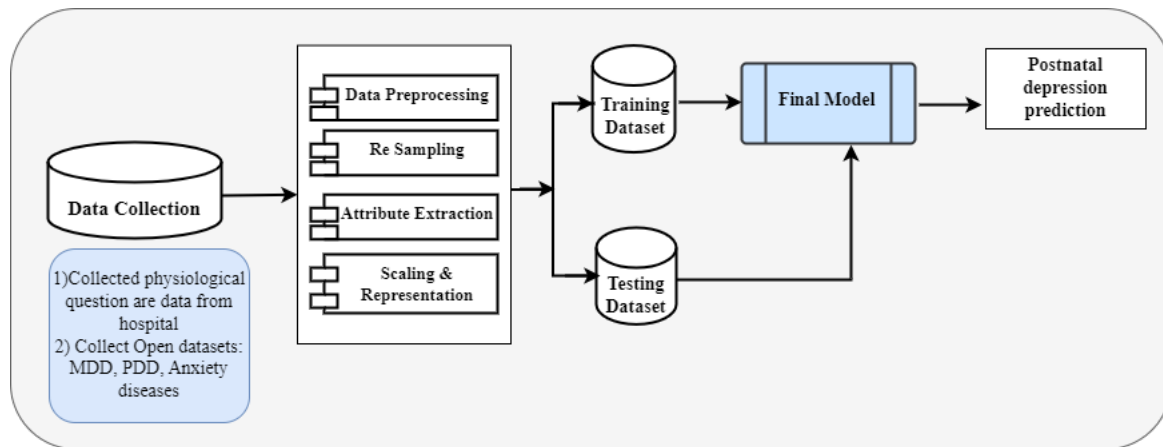 Data Collection
1)Collected physiological
question are data from
hospital
2) Collect Open datasets:
MDD, PDD, Anxiety
diseases
Data Preprocessing
Re Sampling
Attribute Extraction
Scaling &
Representation
Training
Dataset
Testing
Dataset
Final Model
Postnatal
depression
prediction